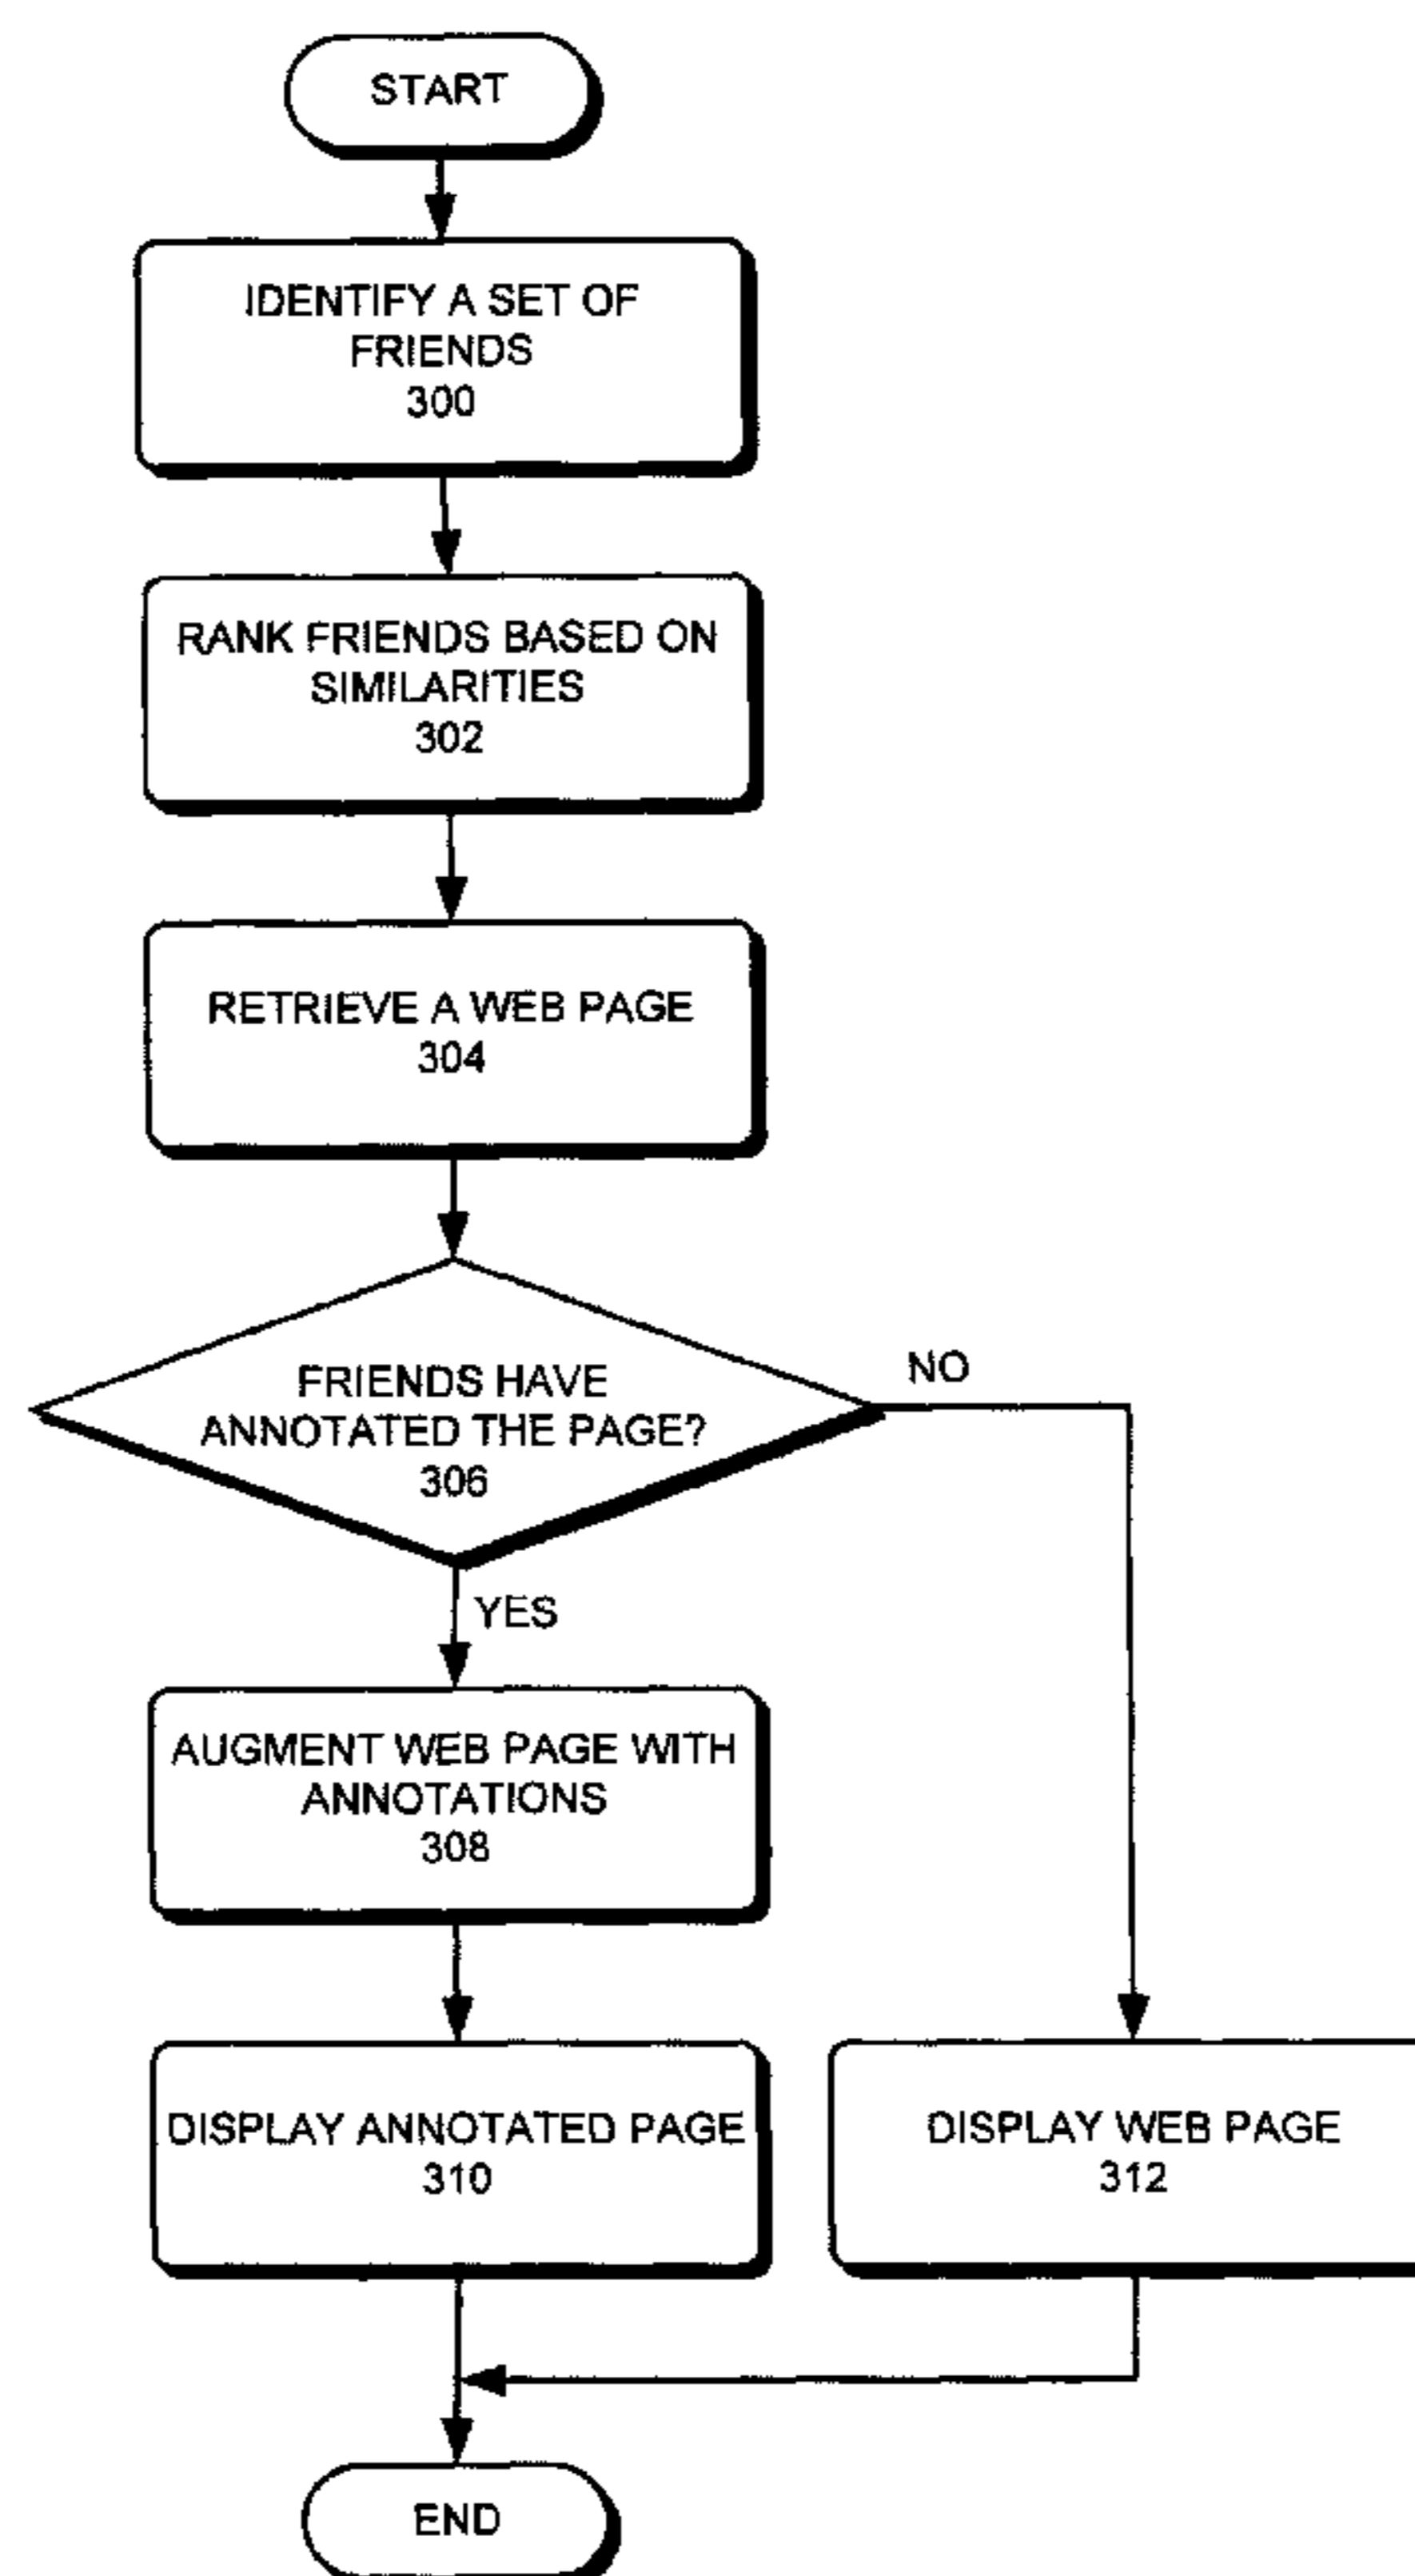 START
IDENTIFY A SET OF
FRIENDS
300
RANK FRIENDS BASED ON
SIMILARITIES
302
RETRIEVE A WEB PAGE
304
FRIENDS HAVE
ANNOTATED THE PAGE?
306
NO
YES
AUGMENT WEB PAGE WITH
ANNOTATIONS
308
DISPLAY ANNOTATED PAGE
310
DISPLAY WEB PAGE
312
END